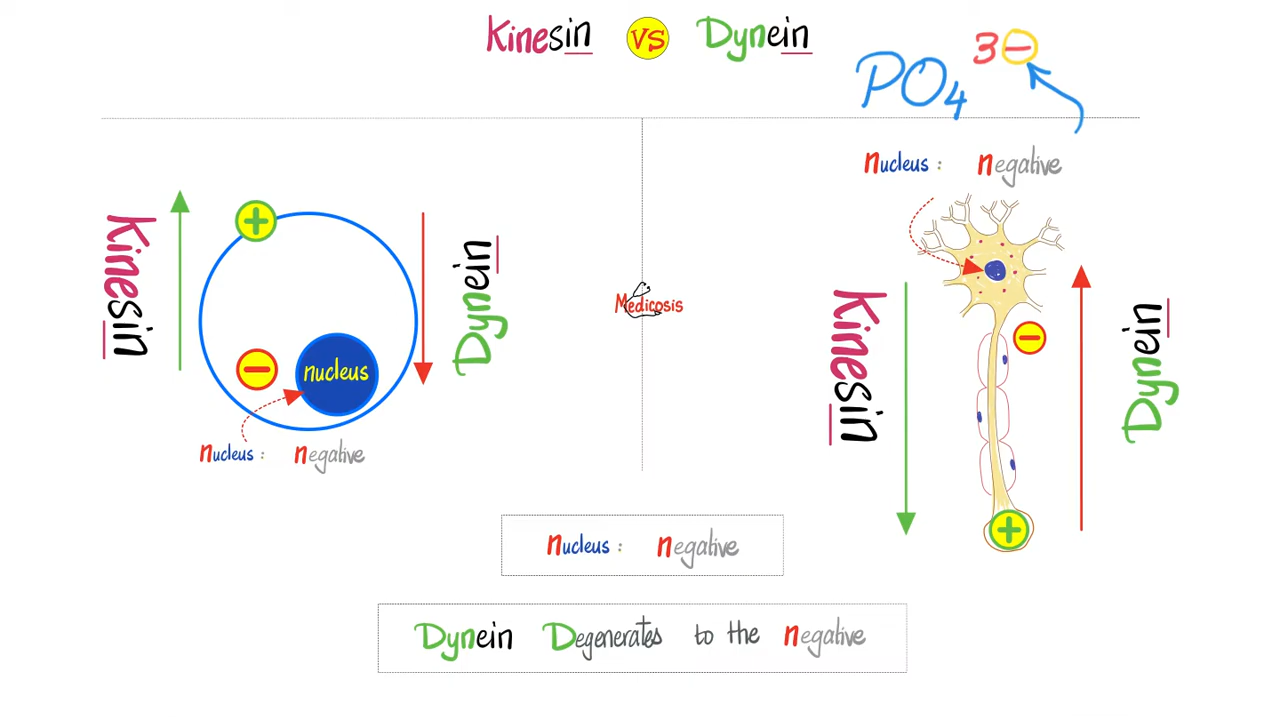 Kinesin VS Dynein
PO4 3−
Kinesin
+
−
nucleus
Dynein
nucleus : negative
Medicosis
nucleus : negative
Kinesin
−
+
Dynein
nucleus : negative
Dynein Degenerates to the negative